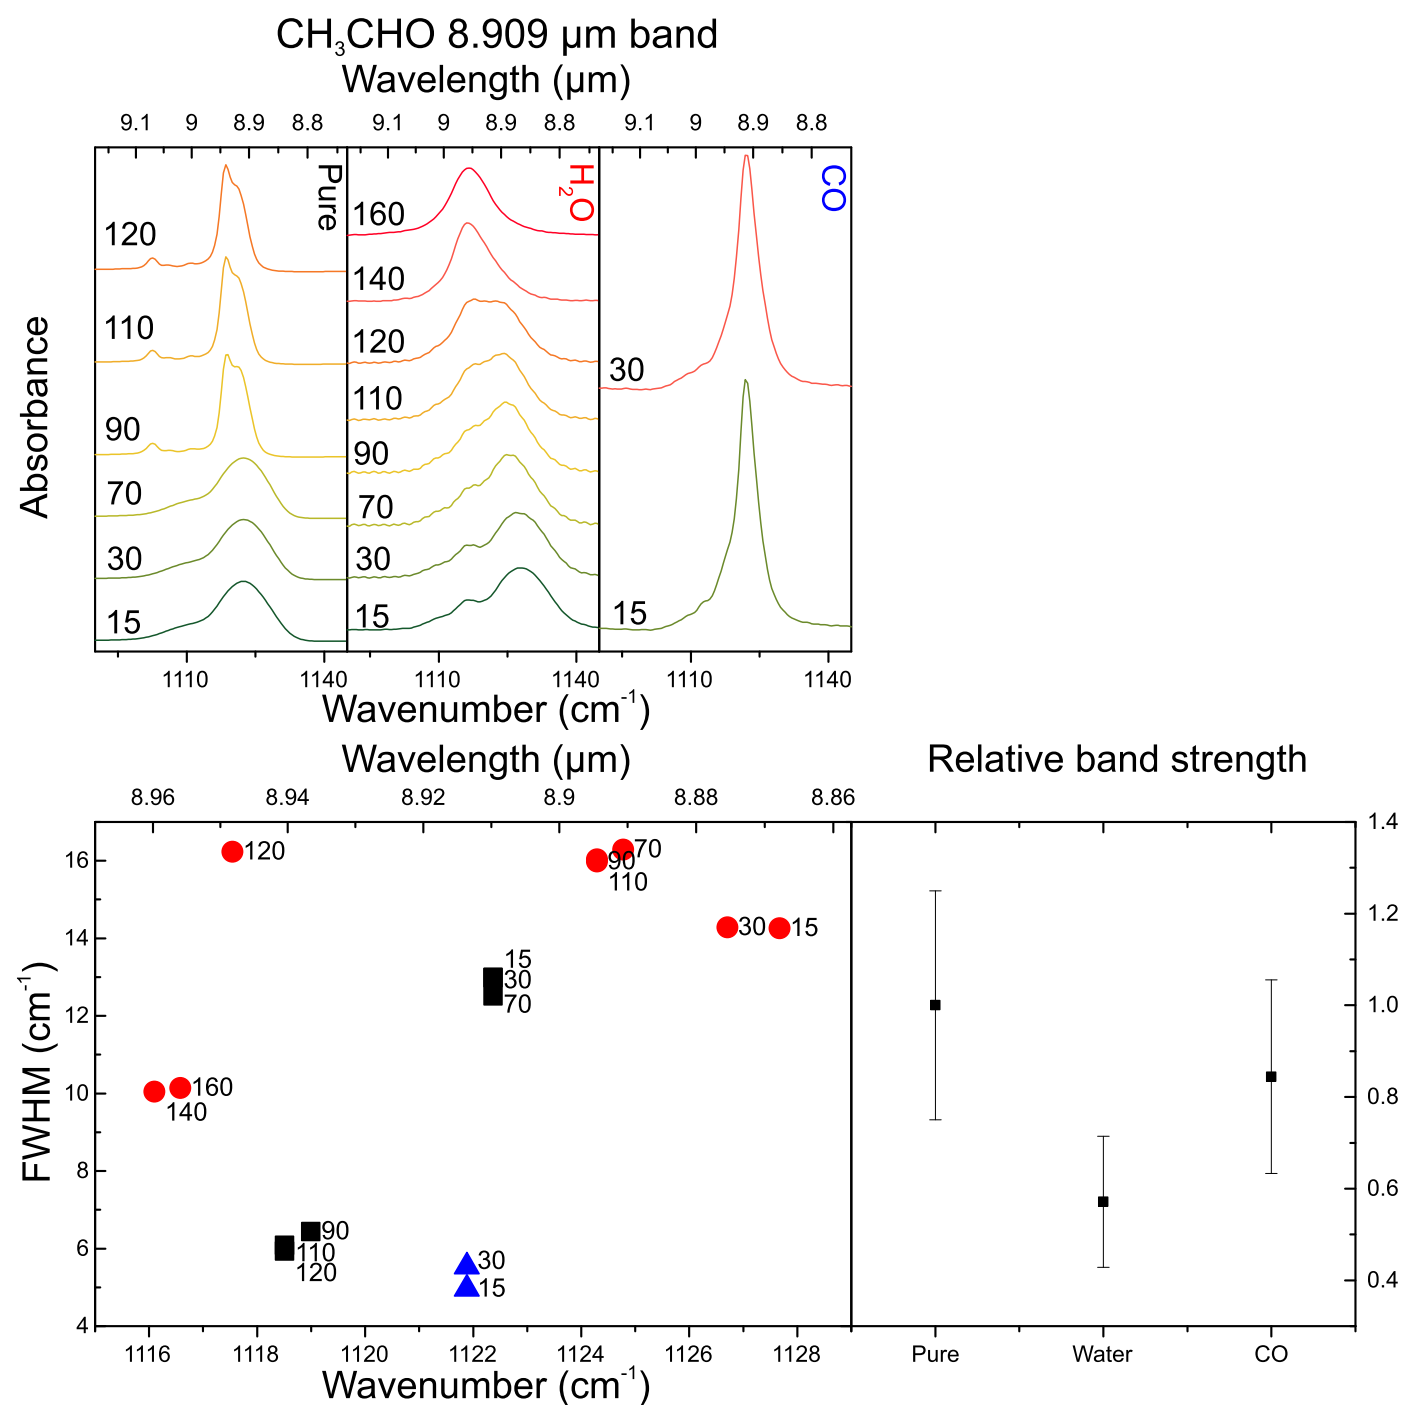 CH₃CHO 8.909 µm band
Wavelength (µm)
9.1 9 8.9 8.8 9.1 9 8.9 8.8 9.1 9 8.9 8.8
Absorbance
Pure
120
110
90
70
30
15
H₂O
160
140
120
110
90
70
30
15
CO
30
15
1110 1140 1110 1140 1110 1140
Wavenumber (cm⁻¹)
Wavelength (µm)
8.96 8.94 8.92 8.9 8.88 8.86
FWHM (cm⁻¹)
16
14
12
10
8
6
4
120
70
90
110
30 15
15
30
70
160
140
90
110
120
30
15
1116 1118 1120 1122 1124 1126 1128
Wavenumber (cm⁻¹)
Relative band strength
1.4
1.2
1.0
0.8
0.6
0.4
Pure Water CO